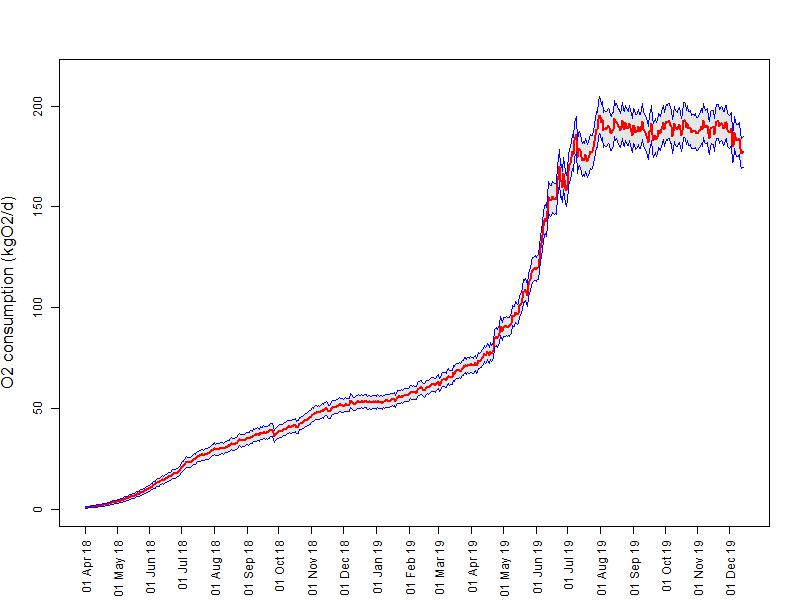 O2 consumption (kgO2/d)
200
150
100
50
0
01 Apr 18
01 May 18
01 Jun 18
01 Jul 18
01 Aug 18
01 Sep 18
01 Oct 18
01 Nov 18
01 Dec 18
01 Jan 19
01 Feb 19
01 Mar 19
01 Apr 19
01 May 19
01 Jun 19
01 Jul 19
01 Aug 19
01 Sep 19
01 Oct 19
01 Nov 19
01 Dec 19